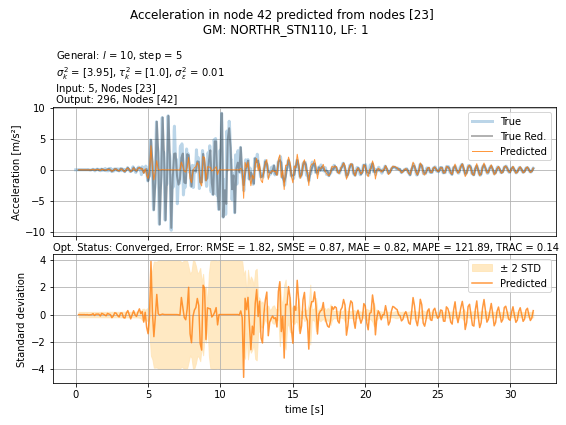 Acceleration in node 42 predicted from nodes [23]
GM: NORTHR_STN110, LF: 1
General: l = 10, step = 5
σ²ₖ = [3.95], τ²ₖ = [1.0], σ²ε = 0.01
Input: 5, Nodes [23]
Output: 296, Nodes [42]
Acceleration [m/s²]
10
5
0
−5
−10
True
True Red.
Predicted
Opt. Status: Converged, Error: RMSE = 1.82, SMSE = 0.87, MAE = 0.82, MAPE = 121.89, TRAC = 0.14
Standard deviation
4
2
0
−2
−4
± 2 STD
Predicted
0 5 10 15 20 25 30
time [s]